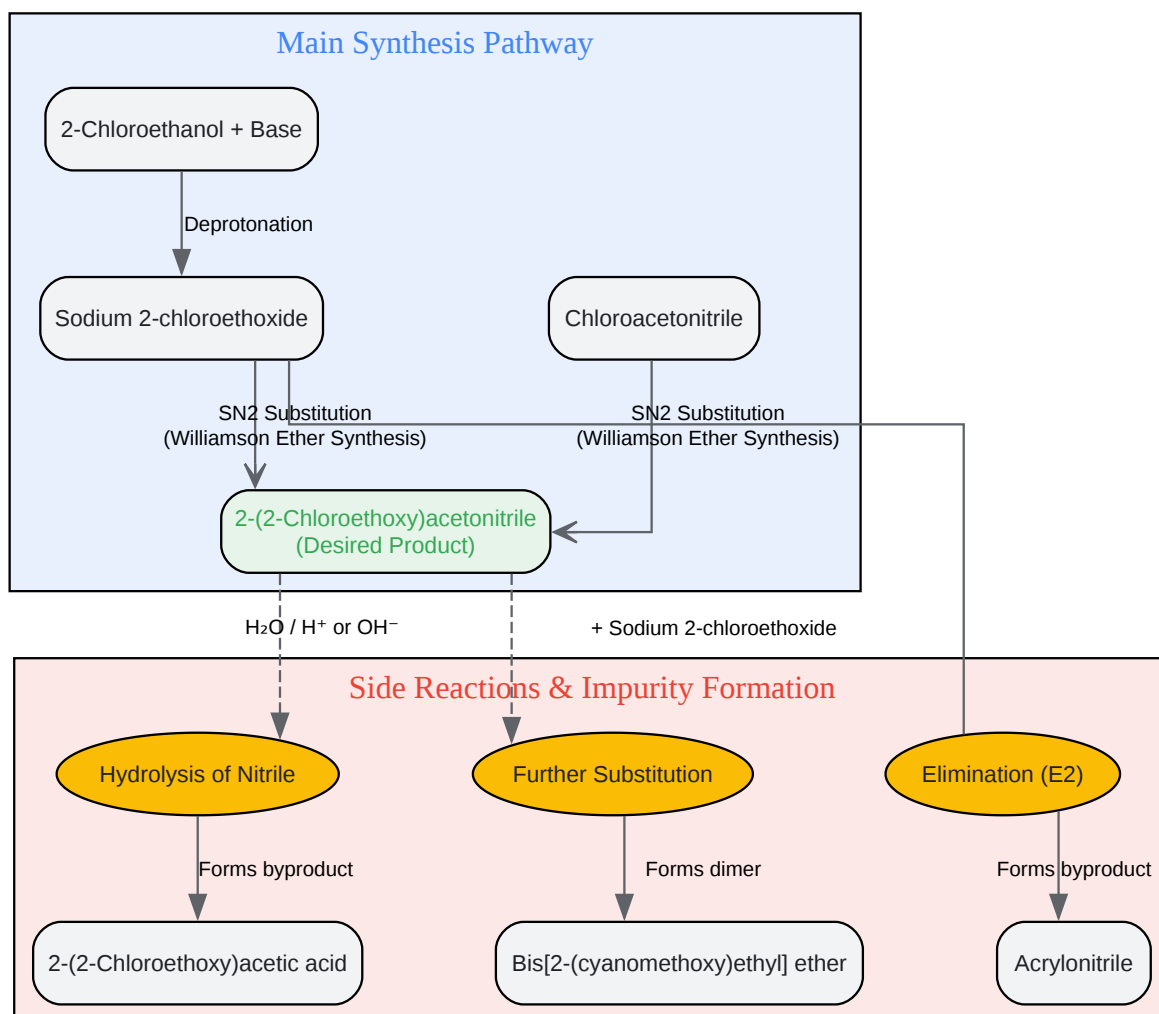 Main Synthesis Pathway
2-Chloroethanol + Base
Deprotonation
Sodium 2-chloroethoxide
Chloroacetonitrile
SN2 Substitution
(Williamson Ether Synthesis)
SN2 Substitution
(Williamson Ether Synthesis)
2-(2-Chloroethoxy)acetonitrile
(Desired Product)
H₂O / H⁺ or OH⁻
+ Sodium 2-chloroethoxide
Side Reactions & Impurity Formation
Hydrolysis of Nitrile
Further Substitution
Elimination (E2)
Forms byproduct
Forms dimer
Forms byproduct
2-(2-Chloroethoxy)acetic acid
Bis[2-(cyanomethoxy)ethyl] ether
Acrylonitrile